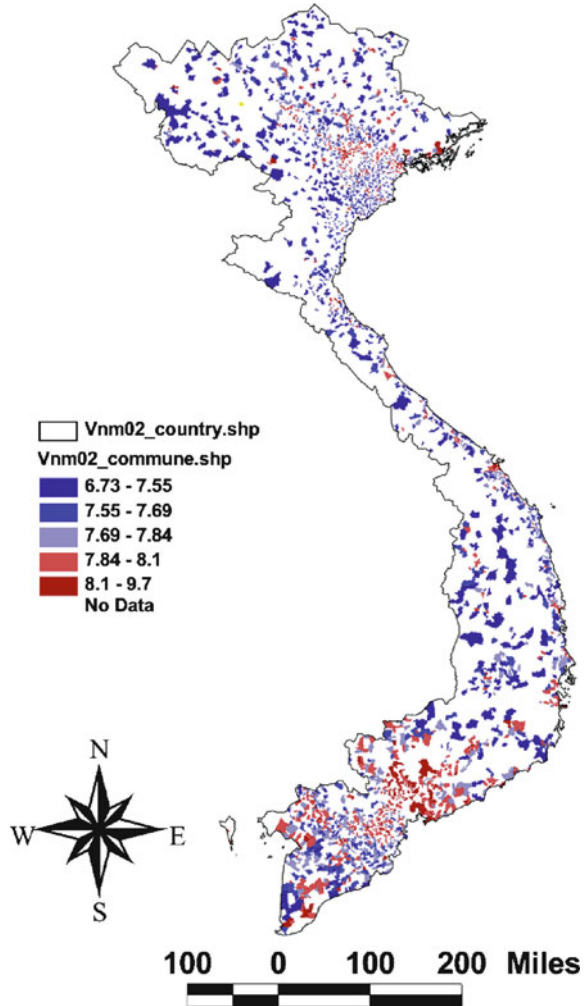 Vnm02_country.shp
Vnm02_commune.shp
6.73 - 7.55
7.55 - 7.69
7.69 - 7.84
7.84 - 8.1
8.1 - 9.7
No Data
N
W E
S
100 0 100 200 Miles